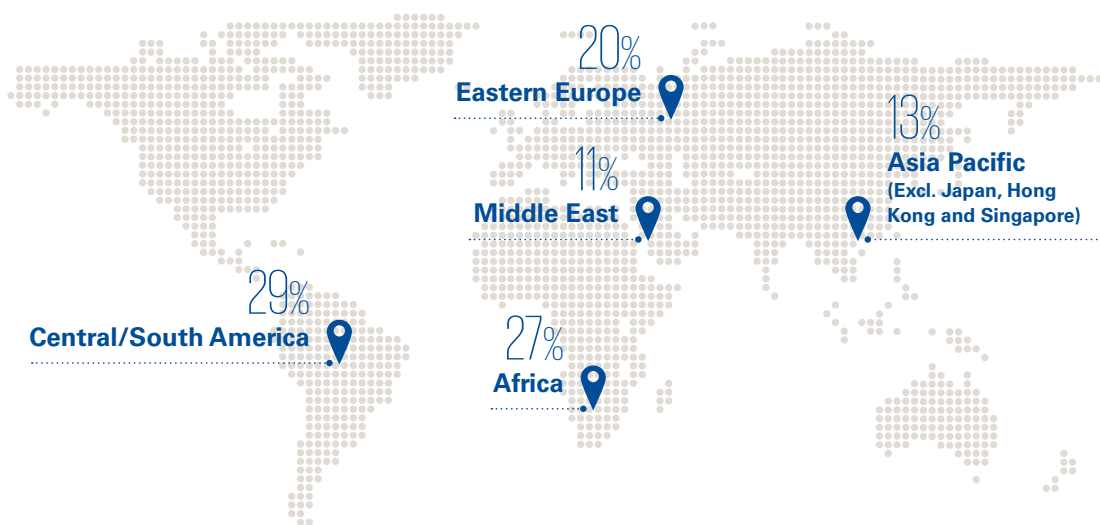 20%
Eastern Europe
13%
Asia Pacific
(Excl. Japan, Hong
Kong and Singapore)
11%
Middle East
29%
Central/South America
27%
Africa